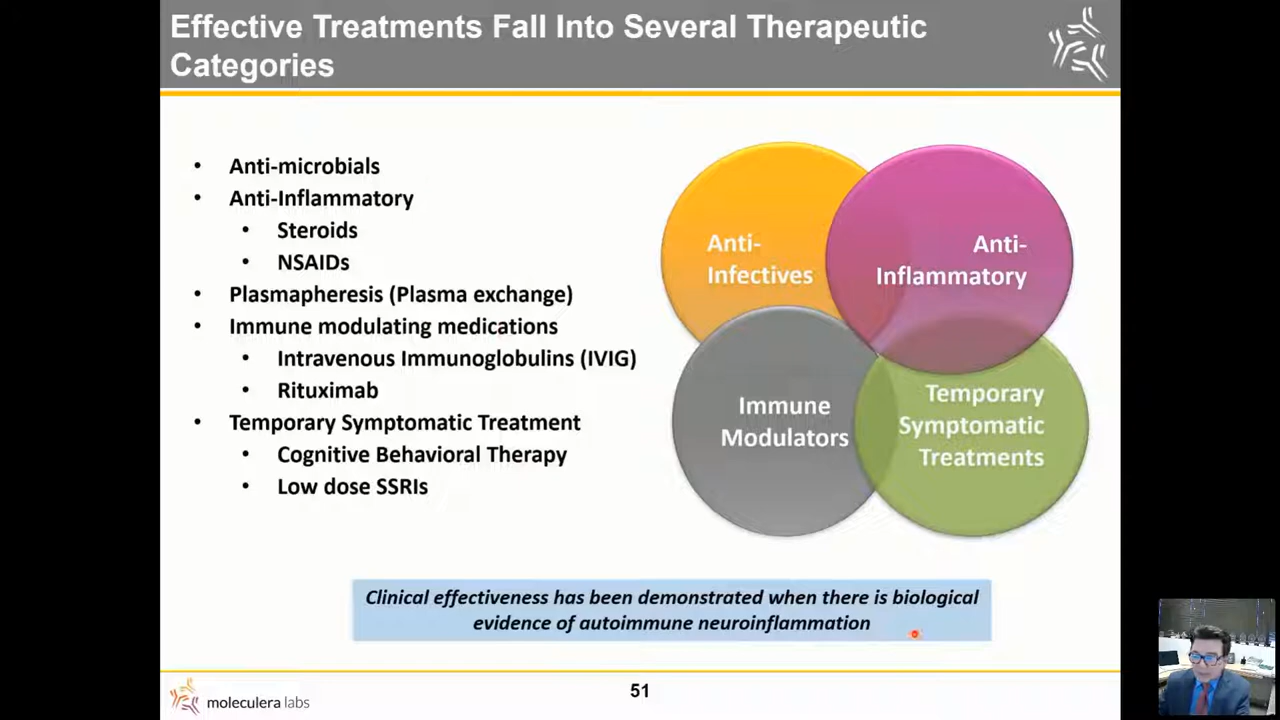 Effective Treatments Fall Into Several Therapeutic
Categories
• Anti-microbials
• Anti-Inflammatory
• Steroids
• NSAIDs
• Plasmapheresis (Plasma exchange)
• Immune modulating medications
• Intravenous Immunoglobulins (IVIG)
• Rituximab
• Temporary Symptomatic Treatment
• Cognitive Behavioral Therapy
• Low dose SSRIs
Anti-
Infectives
Anti-
Inflammatory
Immune
Modulators
Temporary
Symptomatic
Treatments
Clinical effectiveness has been demonstrated when there is biological
evidence of autoimmune neuroinflammation
moleculera labs
51